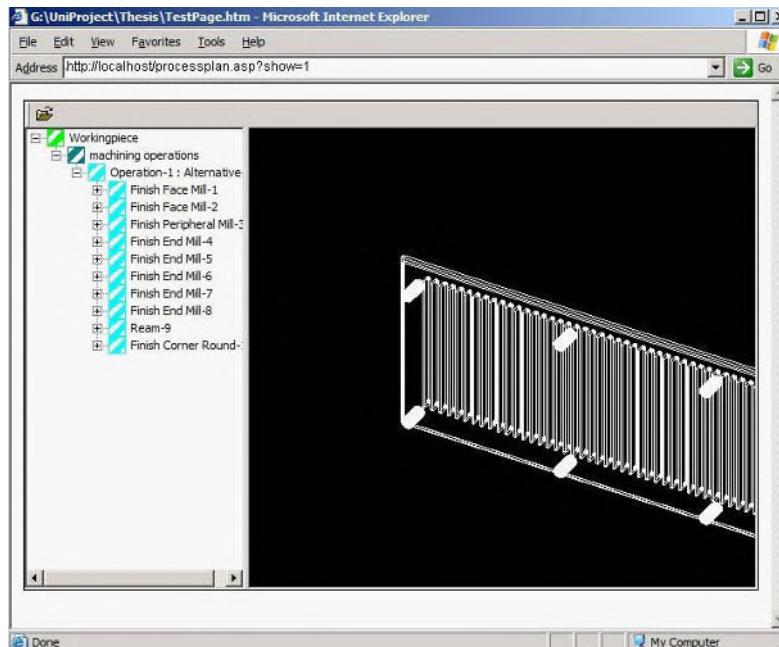 G:\UniProject\Thesis\TestPage.htm - Microsoft Internet Explorer
File Edit View Favorites Tools Help
Address http://localhost/processplan.asp?show=1 Go
Workingpiece
machining operations
Operation-1 : Alternative-
Finish Face Mill-1
Finish Face Mill-2
Finish Peripheral Mill-3
Finish End Mill-4
Finish End Mill-5
Finish End Mill-6
Finish End Mill-7
Finish End Mill-8
Ream-9
Finish Corner Round-
Done My Computer